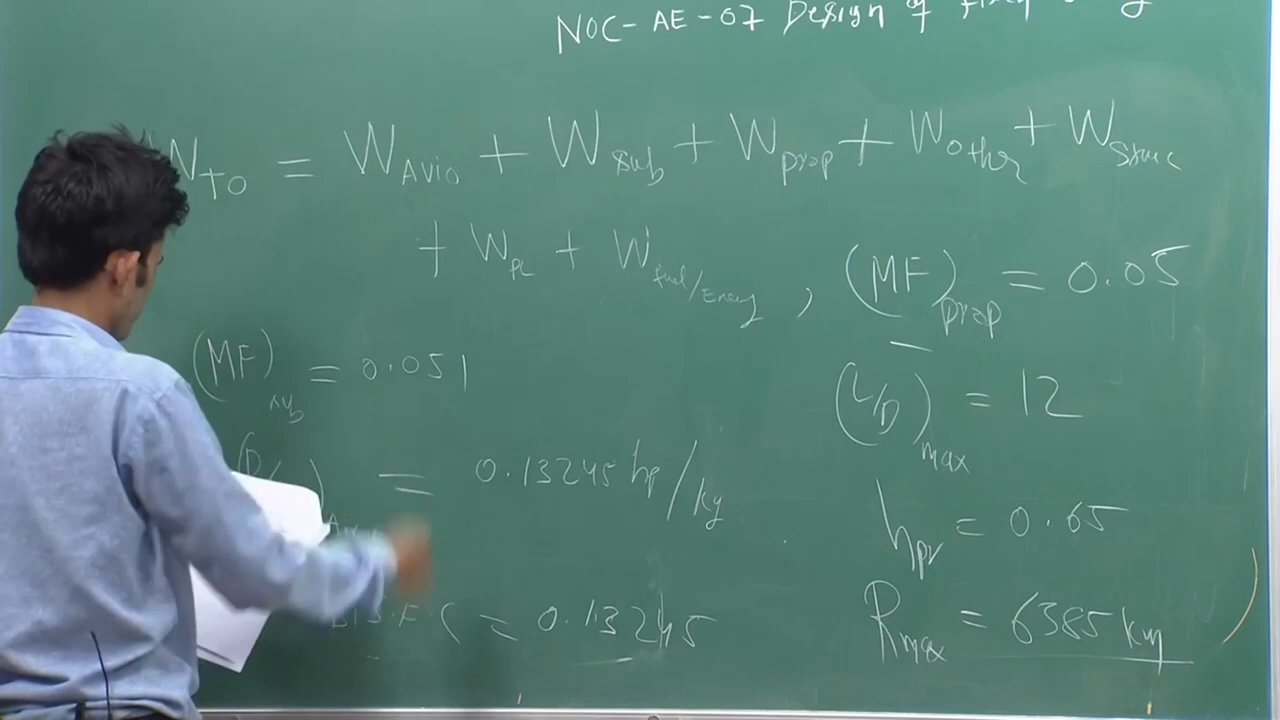 NOC-AE-07 Design of
W_TO = W_Avio + W_sub + W_prop + W_other + W_Struc
+ W_PL + W_fuel/Energy , (MF)_prop = 0.05
(MF)_sub = 0.051
(L/D)_max = 12
= 0.13245 hp/kg
η_pr = 0.65
B.S.F.C = 0.13245
R_max = 6385 km